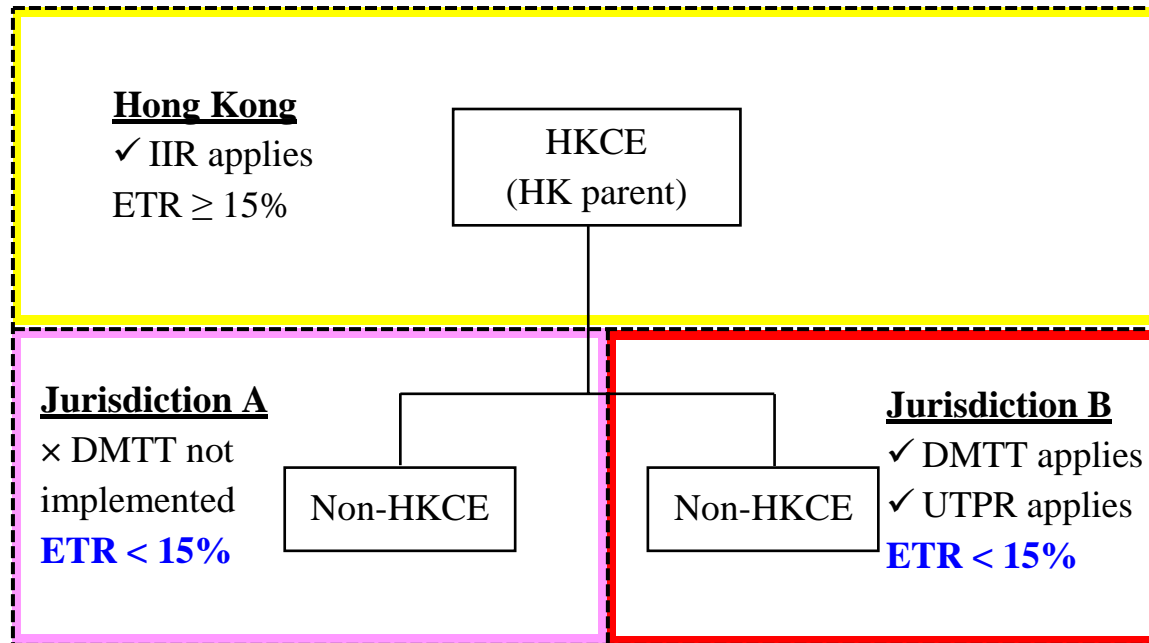 Hong Kong
✓ IIR applies
ETR ≥ 15%
HKCE
(HK parent)
Jurisdiction A
× DMTT not
implemented
ETR < 15%
Non-HKCE
Non-HKCE
Jurisdiction B
✓ DMTT applies
✓ UTPR applies
ETR < 15%